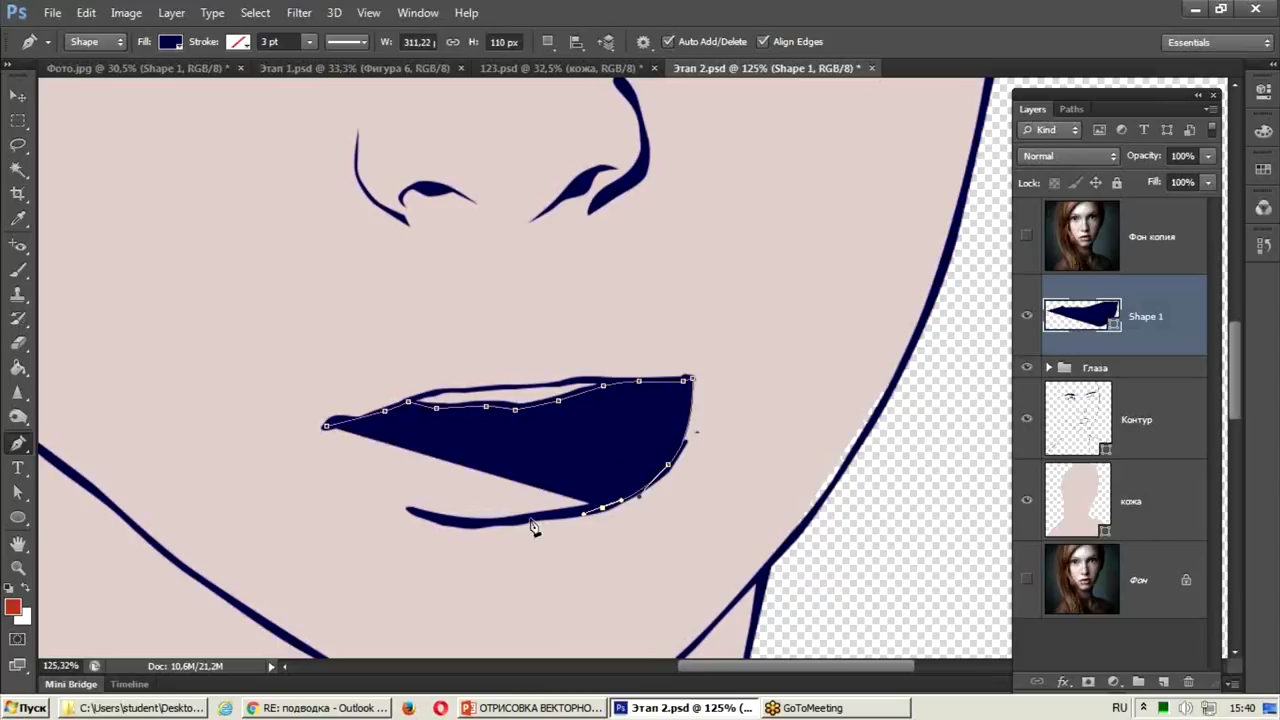 Ps File Edit Image Layer Type Select Filter 3D View Window Help
Shape Fill: Stroke: 3 pt W: 311,22 | H: 110 px Auto Add/Delete Align Edges Essentials
Фото.jpg @ 30,5% (Shape 1, RGB/8) * × Этап 1.psd @ 33,3% (Фигура 6, RGB/8) × 123.psd @ 32,5% (кожа, RGB/8) * × Этап 2.psd @ 125% (Shape 1, RGB/8) * ×
Layers Paths
Kind
Normal Opacity: 100%
Lock: Fill: 100%
Фон копия
Shape 1
Глаза
Контур
кожа
Фон
125,32% Doc: 10.6M/21,2M
Mini Bridge Timeline
Пуск C:\Users\student\Deskto... RE: подводка - Outlook ... ОТРИСОВКА ВЕКТОРНО... Этап 2.psd @ 125% (... GoToMeeting RU 15:40